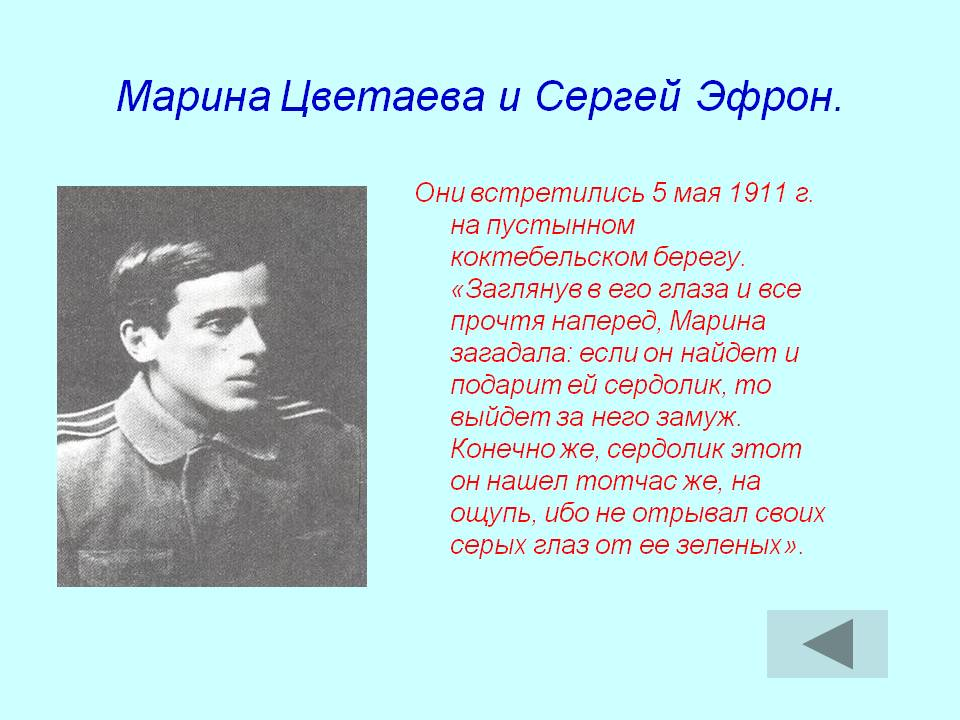 Марина Цветаева и Сергей Эфрон.
Они встретились 5 мая 1911 г.
на пустынном
коктебельском берегу.
«Заглянув в его глаза и все
прочтя наперед, Марина
загадала: если он найдет и
подарит ей сердолик, то
выйдет за него замуж.
Конечно же, сердолик этот
он нашел тотчас же, на
ощупь, ибо не отрывал своих
серых глаз от ее зеленых».